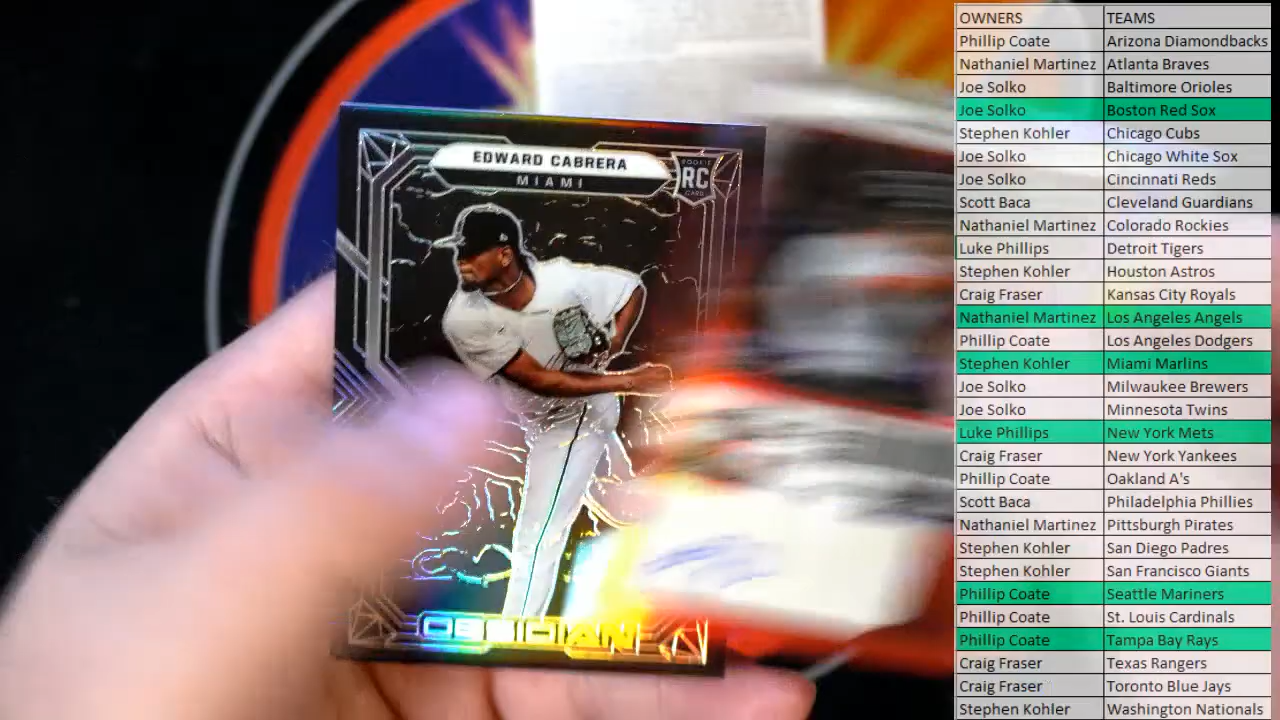 EDWARD CABRERA
MIAMI
ROOKIE
RC
CARD
OBSIDIAN
OWNERS TEAMS
Phillip Coate Arizona Diamondbacks
Nathaniel Martinez Atlanta Braves
Joe Solko Baltimore Orioles
Joe Solko Boston Red Sox
Stephen Kohler Chicago Cubs
Joe Solko Chicago White Sox
Joe Solko Cincinnati Reds
Scott Baca Cleveland Guardians
Nathaniel Martinez Colorado Rockies
Luke Phillips Detroit Tigers
Stephen Kohler Houston Astros
Craig Fraser Kansas City Royals
Nathaniel Martinez Los Angeles Angels
Phillip Coate Los Angeles Dodgers
Stephen Kohler Miami Marlins
Joe Solko Milwaukee Brewers
Joe Solko Minnesota Twins
Luke Phillips New York Mets
Craig Fraser New York Yankees
Phillip Coate Oakland A's
Scott Baca Philadelphia Phillies
Nathaniel Martinez Pittsburgh Pirates
Stephen Kohler San Diego Padres
Stephen Kohler San Francisco Giants
Phillip Coate Seattle Mariners
Phillip Coate St. Louis Cardinals
Phillip Coate Tampa Bay Rays
Craig Fraser Texas Rangers
Craig Fraser Toronto Blue Jays
Stephen Kohler Washington Nationals